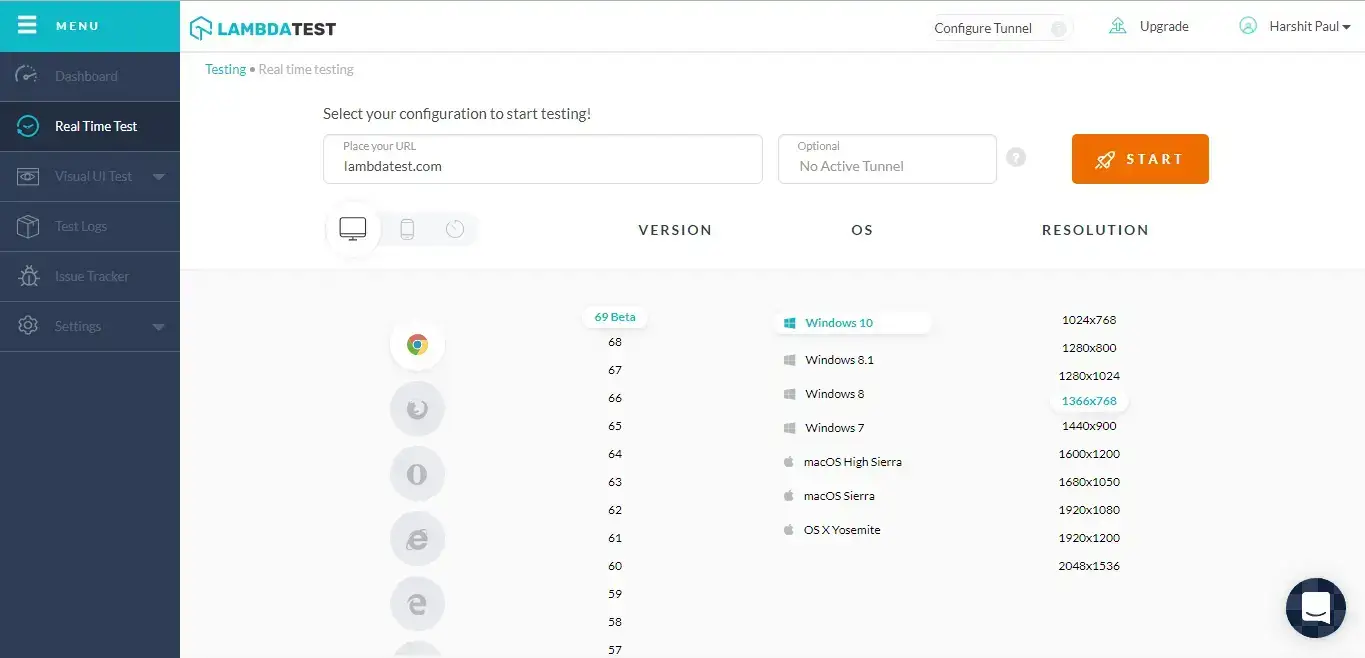 MENU
LAMBDATEST
Configure Tunnel
Upgrade
Harshit Paul
Dashboard
Real Time Test
Visual UI Test
Test Logs
Issue Tracker
Settings
Testing • Real time testing
Select your configuration to start testing!
Place your URL
lambdatest.com
Optional
No Active Tunnel
?
START
VERSION
OS
RESOLUTION
69 Beta
68
67
66
65
64
63
62
61
60
59
58
57
Windows 10
Windows 8.1
Windows 8
Windows 7
macOS High Sierra
macOS Sierra
OS X Yosemite
1024x768
1280x800
1280x1024
1366x768
1440x900
1600x1200
1680x1050
1920x1080
1920x1200
2048x1536